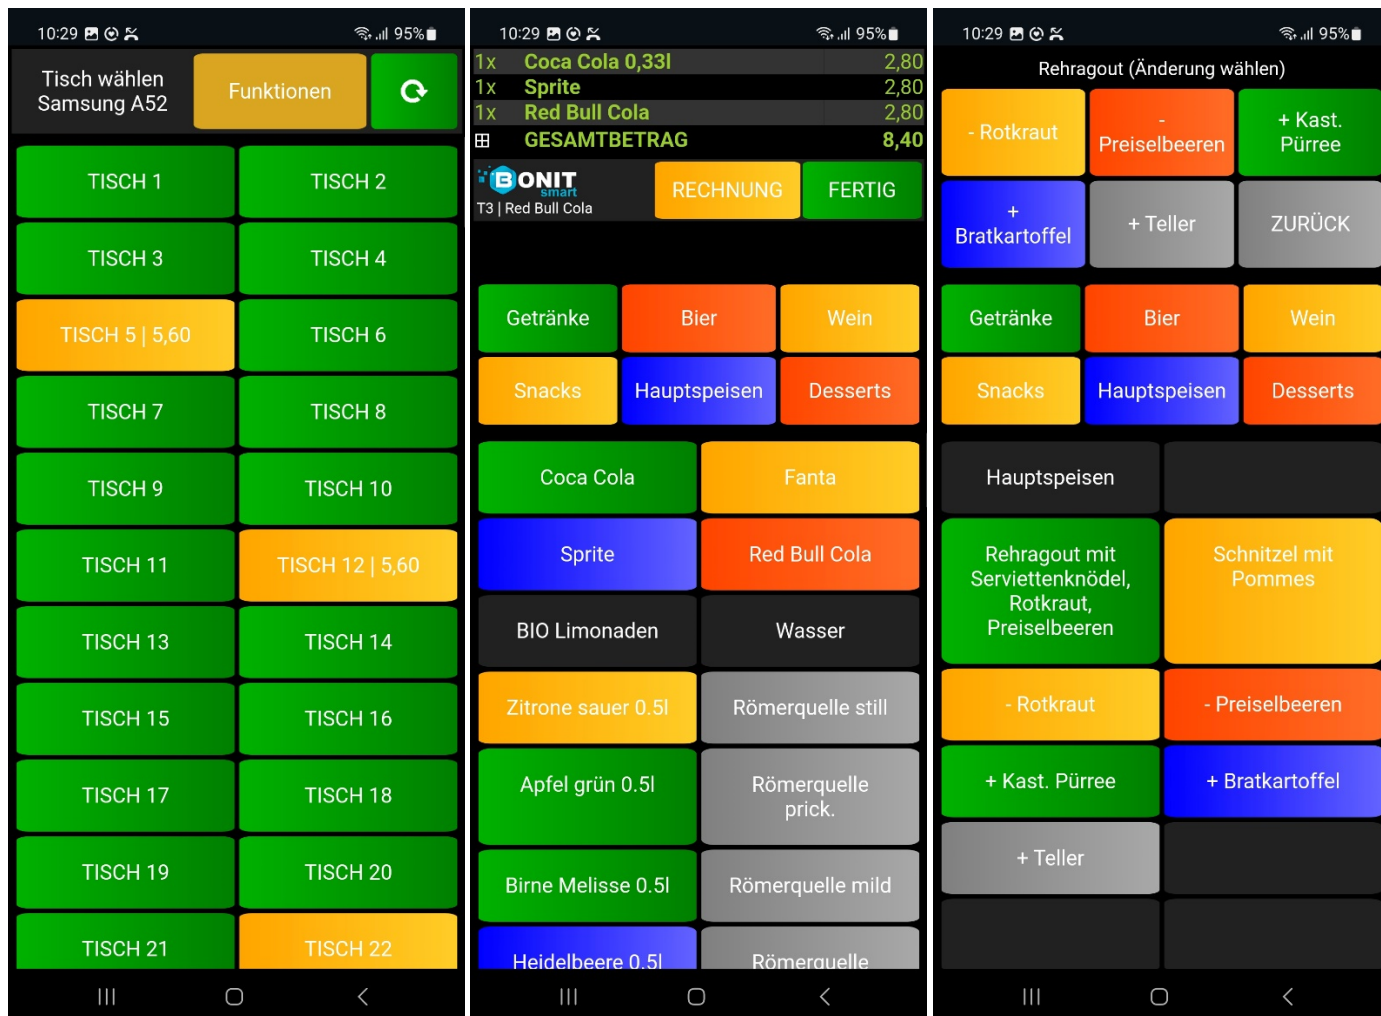 10:29 95%
Tisch wählen
Samsung A52
Funktionen
TISCH 1
TISCH 2
TISCH 3
TISCH 4
TISCH 5 | 5,60
TISCH 6
TISCH 7
TISCH 8
TISCH 9
TISCH 10
TISCH 11
TISCH 12 | 5,60
TISCH 13
TISCH 14
TISCH 15
TISCH 16
TISCH 17
TISCH 18
TISCH 19
TISCH 20
TISCH 21
TISCH 22
10:29 95%
1x Coca Cola 0,33l 2,80
1x Sprite 2,80
1x Red Bull Cola 2,80
GESAMTBETRAG 8,40
BONIT
smart
T3 | Red Bull Cola
RECHNUNG
FERTIG
Getränke
Bier
Wein
Snacks
Hauptspeisen
Desserts
Coca Cola
Fanta
Sprite
Red Bull Cola
BIO Limonaden
Wasser
Zitrone sauer 0.5l
Römerquelle still
Apfel grün 0.5l
Römerquelle
prick.
Birne Melisse 0.5l
Römerquelle mild
Heidelbeere 0.5l
Römerquelle
10:29 95%
Rehragout (Änderung wählen)
- Rotkraut
-
Preiselbeeren
+ Kast.
Pürree
+
Bratkartoffel
+ Teller
ZURÜCK
Getränke
Bier
Wein
Snacks
Hauptspeisen
Desserts
Hauptspeisen
Rehragout mit
Serviettenknödel,
Rotkraut,
Preiselbeeren
Schnitzel mit
Pommes
- Rotkraut
- Preiselbeeren
+ Kast. Pürree
+ Bratkartoffel
+ Teller